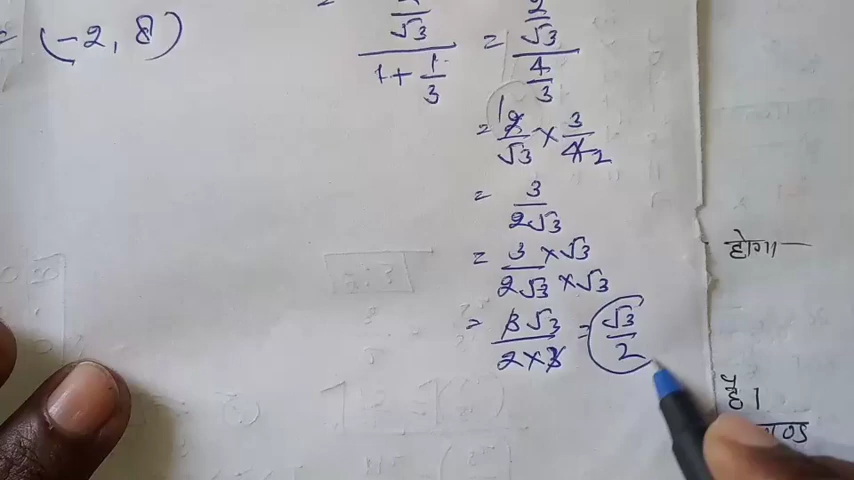 = (-2, 8)
= (2/√3)/(1 + 1/3) = (2/√3)/(4/3)
= 2/√3 × 3/4 1 2
= 3/2√3
= 3 × √3 / 2√3 × √3
= 3√3 / 2 × 3 = √3/2
होगा —
है।